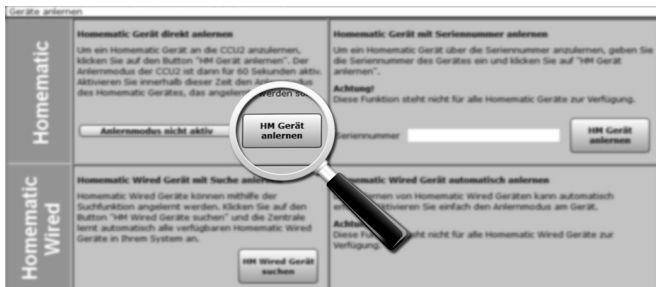 Geräte anlernen
Homematic
Homematic Gerät direkt anlernen
Um ein Homematic Gerät an die CCU2 anzulernen,
klicken Sie auf den Button "HM Gerät anlernen". Der
Anlernmodus der CCU2 ist dann für 60 Sekunden aktiv.
Aktivieren Sie innerhalb dieser Zeit den Anlernmodus
des Homematic Gerätes, das angelernt werden
Anlernmodus nicht aktiv
HM Gerät
anlernen
Homematic Gerät mit Seriennummer anlernen
Um ein Homematic Gerät über die Seriennummer anzulernen, geben Sie
die Seriennummer des Gerätes ein und klicken Sie auf "HM Gerät
anlernen".
Achtung!
Diese Funktion steht nicht für alle Homematic Geräte zur Verfügung.
Seriennummer
HM Gerät
anlernen
Homematic
Wired
Homematic Wired Gerät mit Suche
Homematic Wired Geräte können mithilfe der
Suchfunktion angelernt werden. Klicken Sie auf den
Button "HM Wired Geräte suchen" und die Zentrale
lernt automatisch alle verfügbaren Homematic Wired
Geräte in Ihrem System an.
HM Wired Gerät
suchen
Homematic Wired Gerät automatisch anlernen
von Homematic Wired Geräten kann automatisch
Sie einfach den Anlernmodus am Gerät.
Diese steht nicht für alle Homematic Wired Geräte zur
Verfügung.